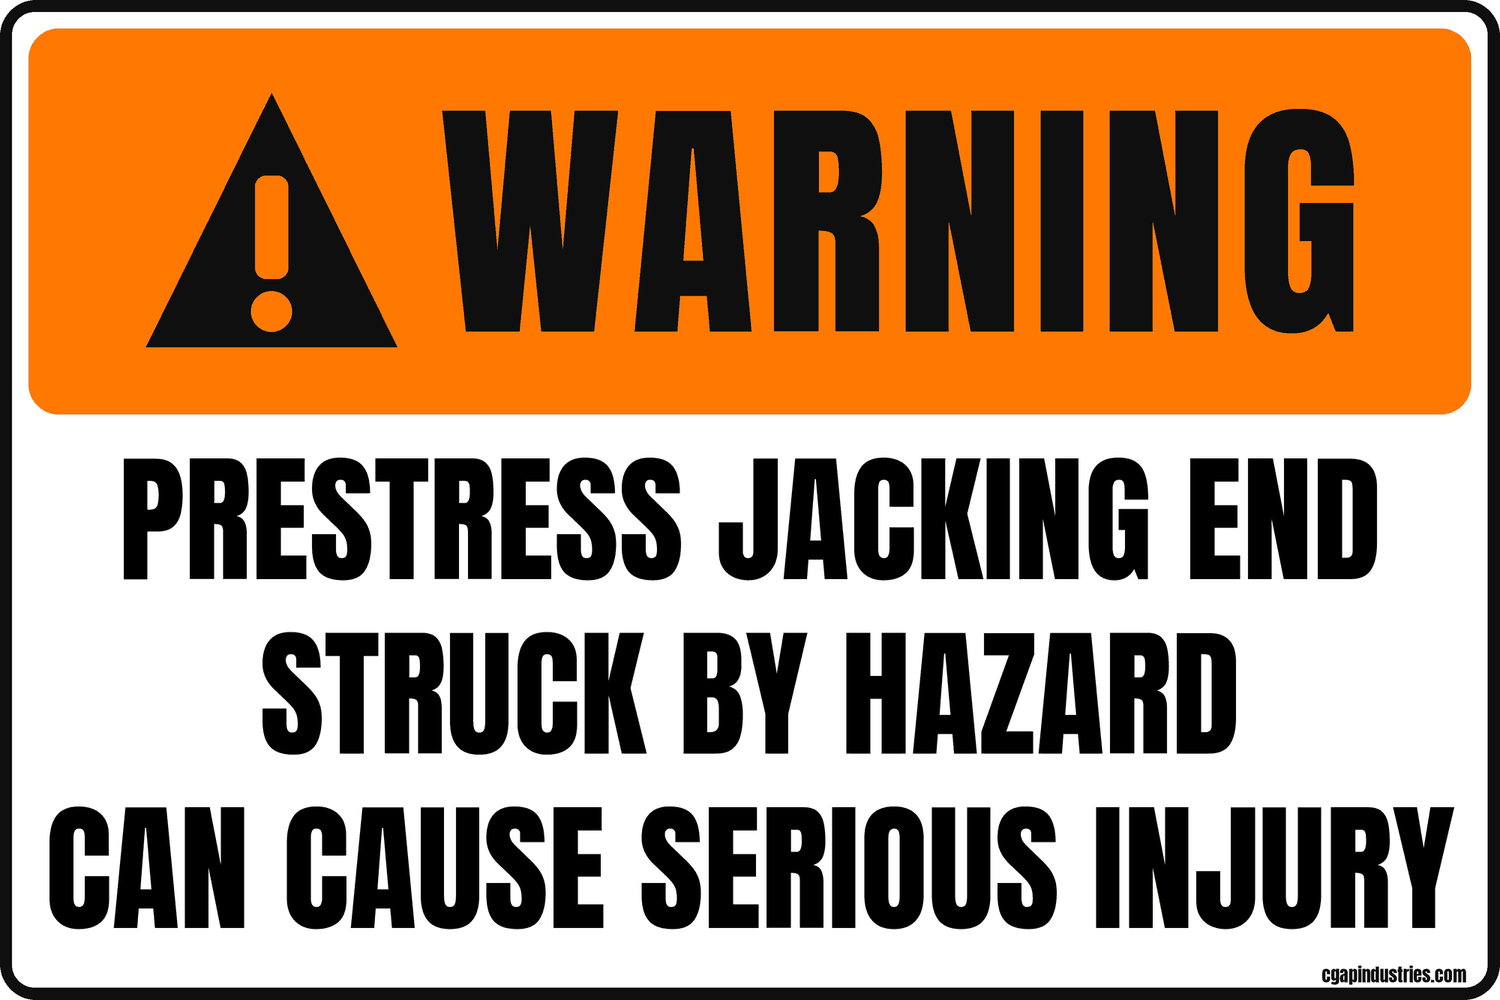 WARNING
PRESTRESS JACKING END
STRUCK BY HAZARD
CAN CAUSE SERIOUS INJURY
cgapindustries.com